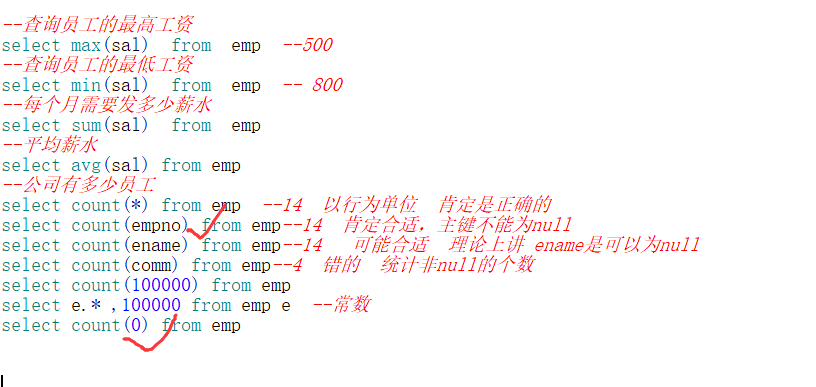 --查询员工的最高工资
select max(sal)  from  emp  --500
--查询员工的最低工资
select min(sal)  from  emp  -- 800
--每个月需要发多少薪水
select sum(sal)  from  emp
--平均薪水
select avg(sal) from emp
--公司有多少员工
select count(*) from emp  --14  以行为单位  肯定是正确的
select count(empno) from emp--14  肯定合适，主键不能为null
select count(ename) from emp--14   可能合适  理论上讲 ename是可以为null
select count(comm) from emp--4  错的  统计非null的个数
select count(100000) from emp
select e.* ,100000 from emp e  --常数
select count(0) from emp